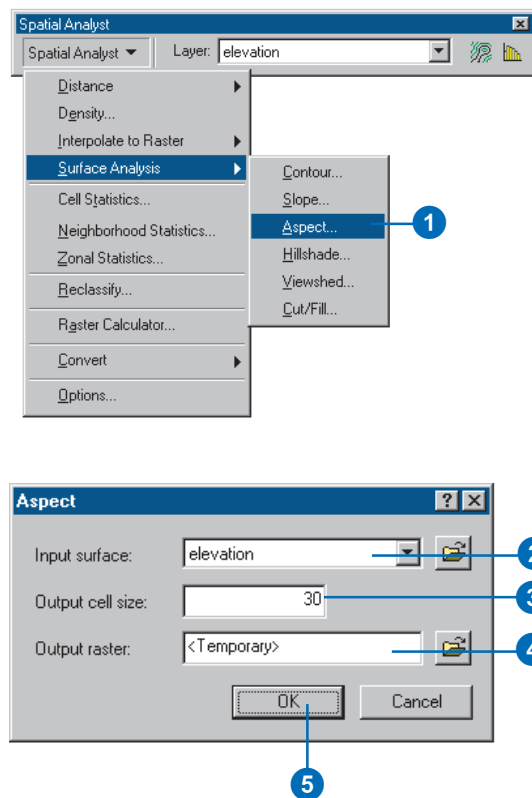 Spatial Analyst
Spatial Analyst Layer: elevation
Distance
Density...
Interpolate to Raster
Surface Analysis
Cell Statistics...
Neighborhood Statistics...
Zonal Statistics...
Reclassify...
Raster Calculator...
Convert
Options...
Contour...
Slope...
Aspect... 1
Hillshade...
Viewshed...
Cut/Fill...
Aspect ?
Input surface: elevation 2
Output cell size: 30 3
Output raster: <Temporary> 4
OK Cancel
5